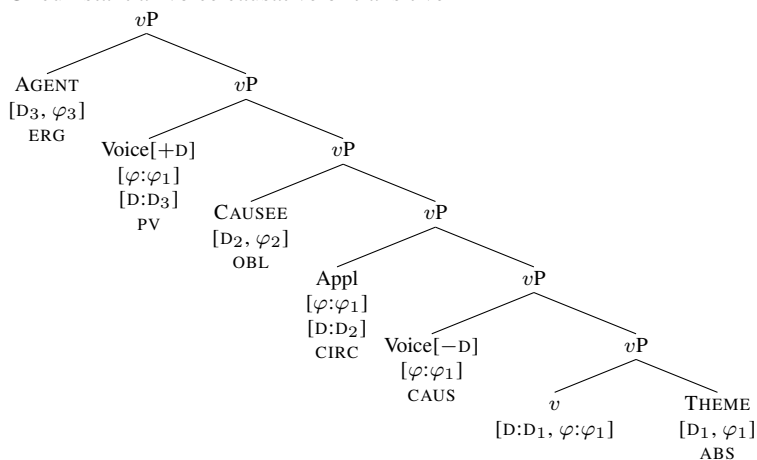 vP
AGENT
[D₃, φ₃]
ERG
vP
Voice[+D]
[φ:φ₁]
[D:D₃]
PV
vP
CAUSEE
[D₂, φ₂]
OBL
vP
Appl
[φ:φ₁]
[D:D₂]
CIRC
vP
Voice[−D]
[φ:φ₁]
CAUS
vP
v
[D:D₁, φ:φ₁]
THEME
[D₁, φ₁]
ABS